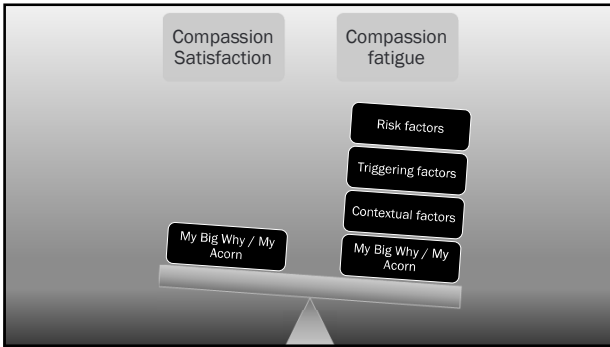 Compassion
Satisfaction
Compassion
fatigue
Risk factors
Triggering factors
Contextual factors
My Big Why / My
Acorn
My Big Why / My
Acorn